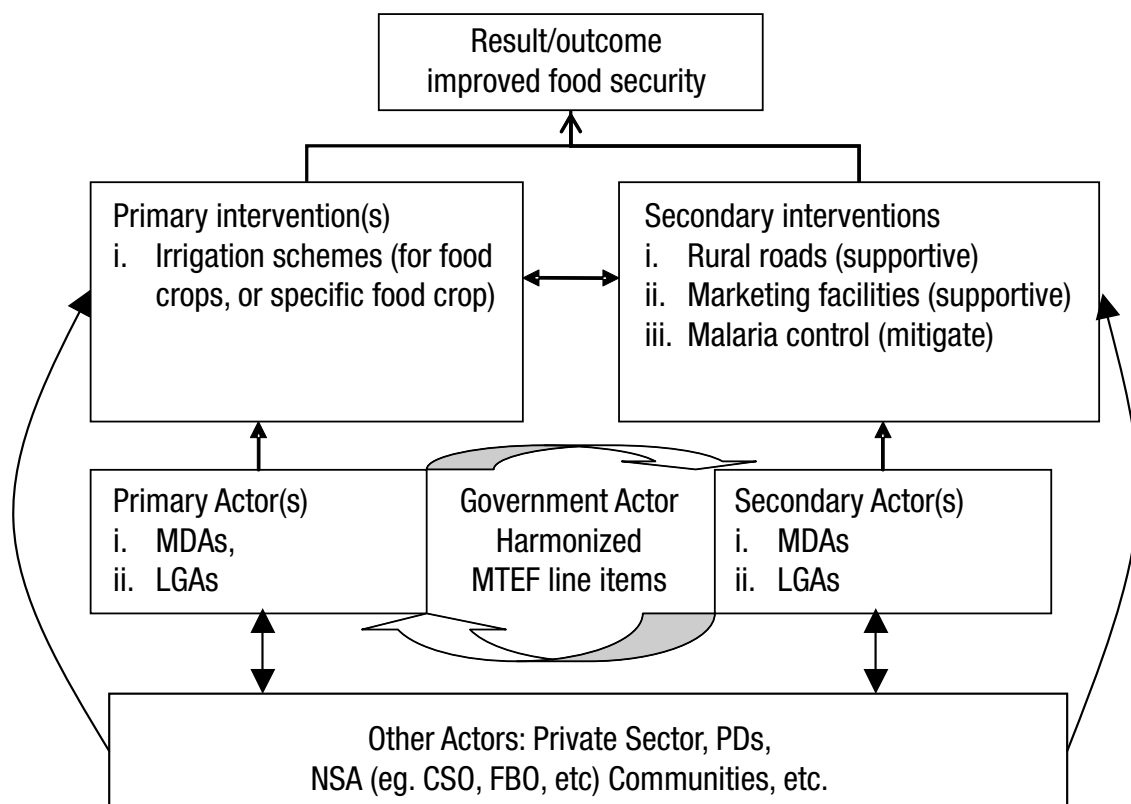 Result/outcome
improved food security
Primary intervention(s)
i. Irrigation schemes (for food
crops, or specific food crop)
Secondary interventions
i. Rural roads (supportive)
ii. Marketing facilities (supportive)
iii. Malaria control (mitigate)
Primary Actor(s)
i. MDAs,
ii. LGAs
Government Actor
Harmonized
MTEF line items
Secondary Actor(s)
i. MDAs
ii. LGAs
Other Actors: Private Sector, PDs,
NSA (eg. CSO, FBO, etc) Communities, etc.